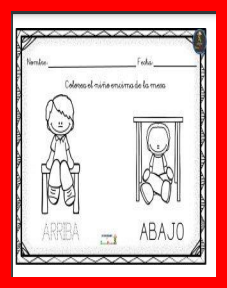 Nombre: Fecha:
Colorea el niño encima de la mesa
ARRIBA ABAJO